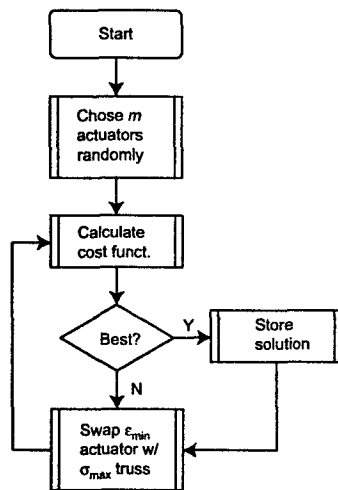 Start
Chose m
actuators
randomly
Calculate
cost funct.
Best?
Y
Store
solution
N
Swap εmin
actuator w/
σmax truss